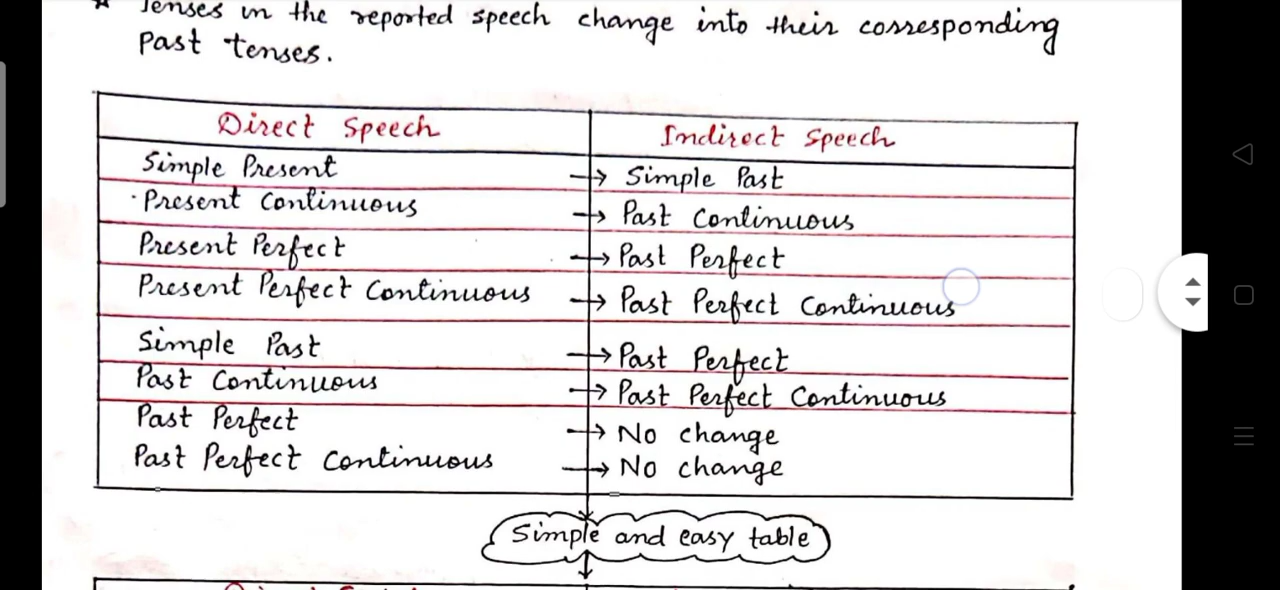 * Tenses in the reported speech change into their corresponding
Past tenses.
Direct Speech Indirect Speech
Simple Present → Simple Past
Present Continuous → Past Continuous
Present Perfect → Past Perfect
Present Perfect Continuous → Past Perfect Continuous
Simple Past → Past Perfect
Past Continuous → Past Perfect Continuous
Past Perfect → No change
Past Perfect Continuous → No change
Simple and easy table